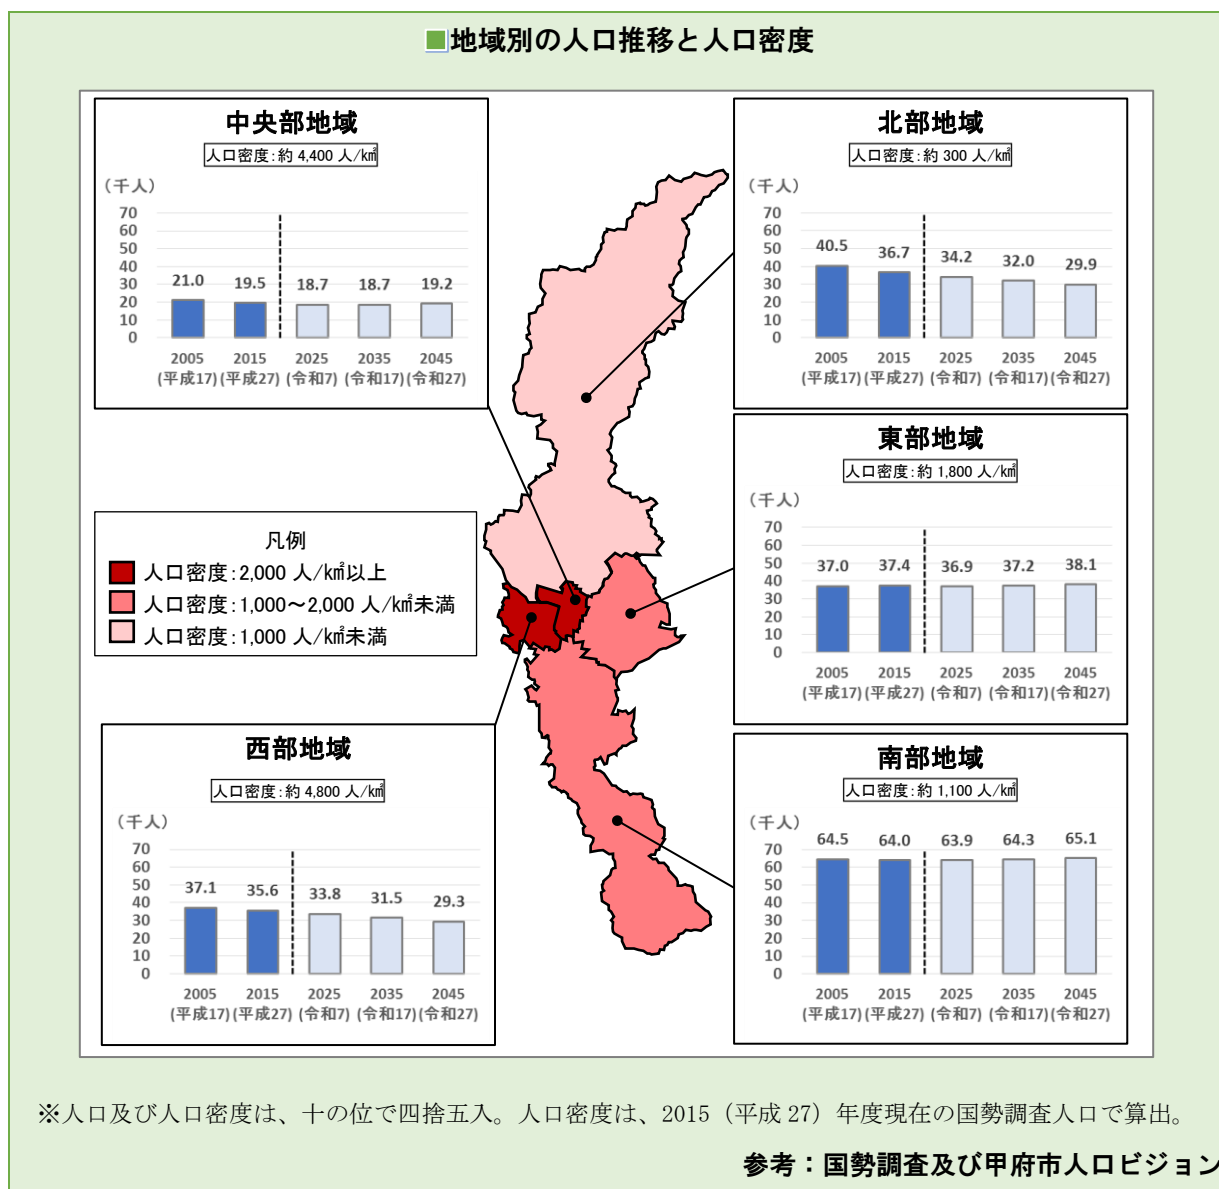 ■地域別の人口推移と人口密度
中央部地域
人口密度：約 4,400 人/k㎡
（千人）
70
60
50
40
30
20
10
0
21.0 19.5 18.7 18.7 19.2
2005 2015 2025 2035 2045
(平成17) (平成27) (令和7) (令和17) (令和27)
北部地域
人口密度：約 300 人/k㎡
（千人）
70
60
50
40
30
20
10
0
40.5 36.7 34.2 32.0 29.9
2005 2015 2025 2035 2045
(平成17) (平成27) (令和7) (令和17) (令和27)
東部地域
人口密度：約 1,800 人/k㎡
（千人）
70
60
50
40
30
20
10
0
37.0 37.4 36.9 37.2 38.1
2005 2015 2025 2035 2045
(平成17) (平成27) (令和7) (令和17) (令和27)
凡例
人口密度：2,000 人/k㎡以上
人口密度：1,000～2,000 人/k㎡未満
人口密度：1,000 人/k㎡未満
西部地域
人口密度：約 4,800 人/k㎡
（千人）
70
60
50
40
30
20
10
0
37.1 35.6 33.8 31.5 29.3
2005 2015 2025 2035 2045
(平成17) (平成27) (令和7) (令和17) (令和27)
南部地域
人口密度：約 1,100 人/k㎡
（千人）
70
60
50
40
30
20
10
0
64.5 64.0 63.9 64.3 65.1
2005 2015 2025 2035 2045
(平成17) (平成27) (令和7) (令和17) (令和27)
※人口及び人口密度は、十の位で四捨五入。人口密度は、2015（平成 27）年度現在の国勢調査人口で算出。
参考：国勢調査及び甲府市人口ビジョン